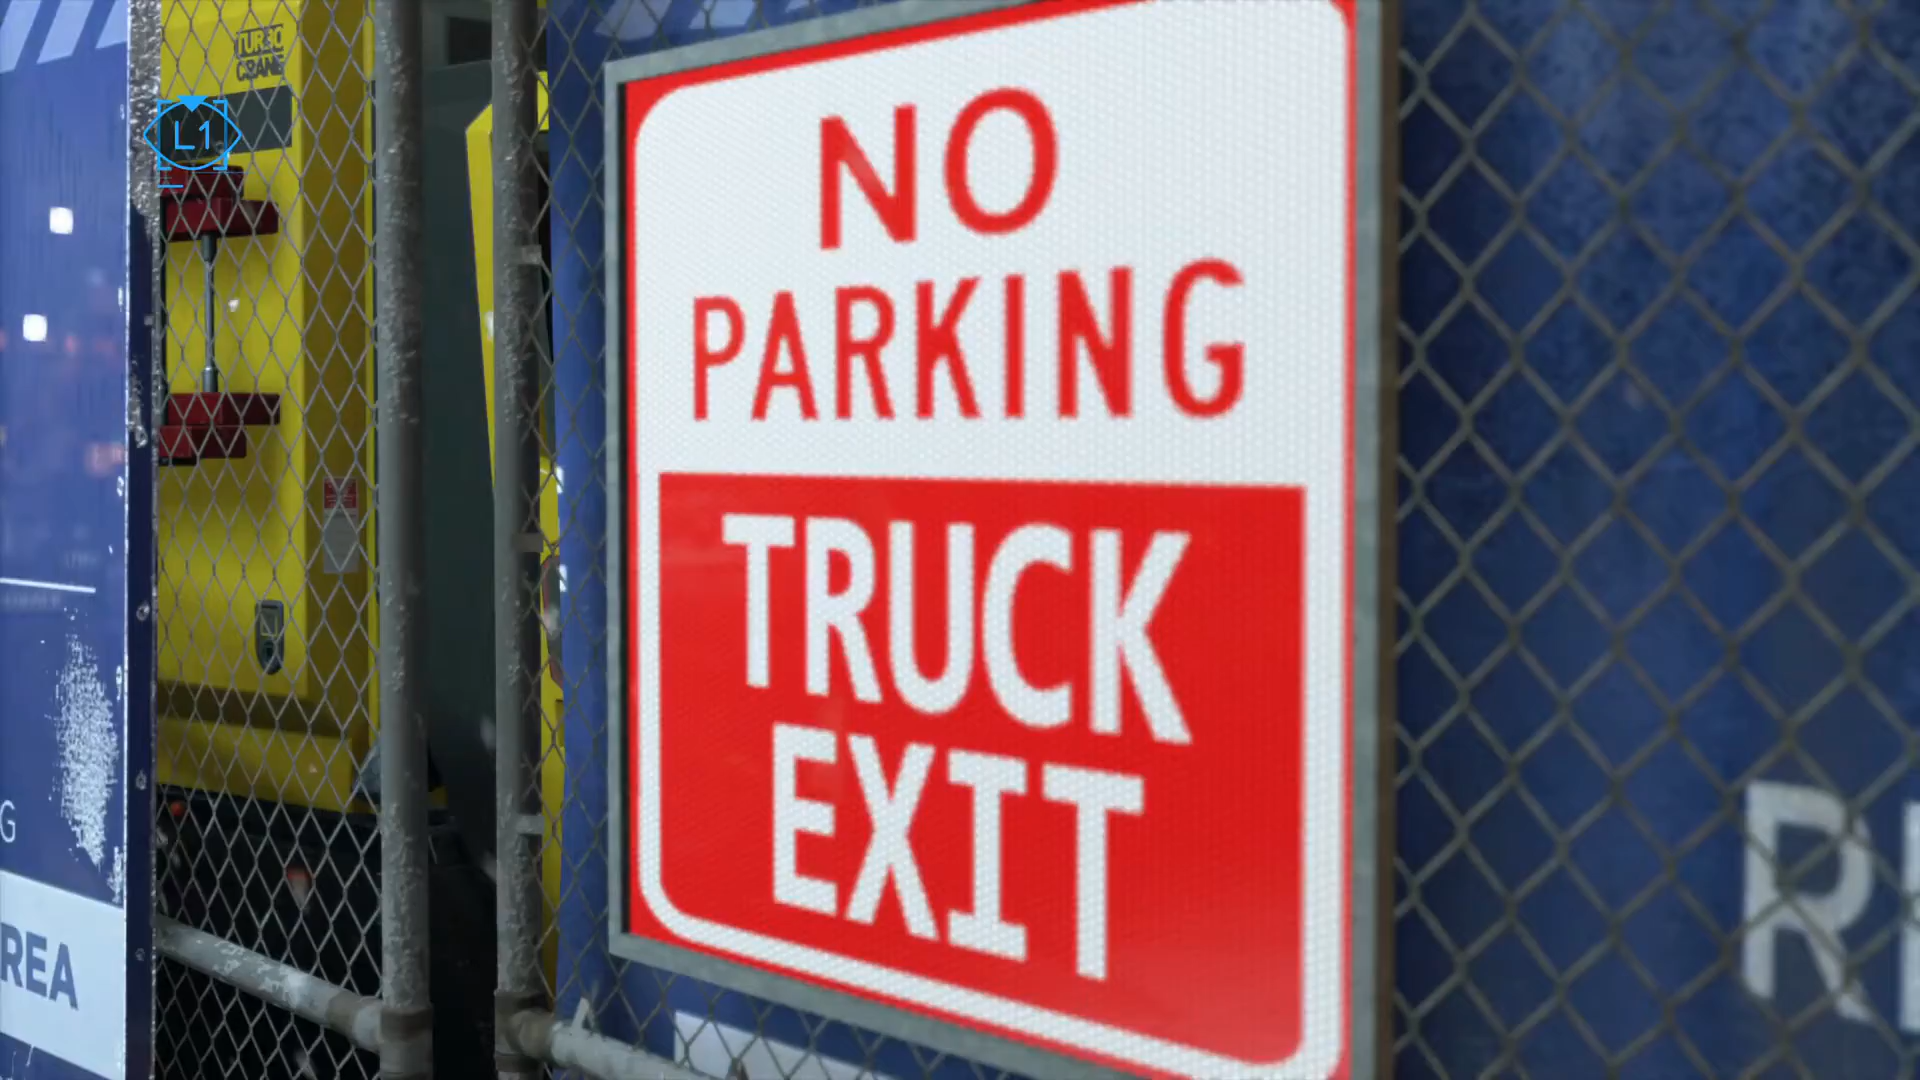 TURBO
CRANE
L1
NO
PARKING
TRUCK
EXIT
G
REA
R